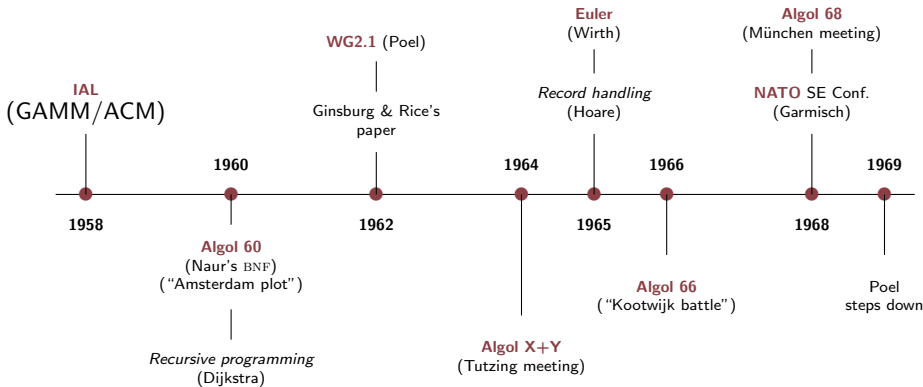 IAL
(GAMM/ACM)
1958
1960
Algol 60
(Naur's BNF)
(“Amsterdam plot”)
Recursive programming
(Dijkstra)
WG2.1 (Poel)
Ginsburg & Rice's
paper
1962
1964
Algol X+Y
(Tutzing meeting)
Euler
(Wirth)
Record handling
(Hoare)
1965
1966
Algol 66
(“Kootwijk battle”)
Algol 68
(München meeting)
NATO SE Conf.
(Garmisch)
1968
1969
Poel
steps down